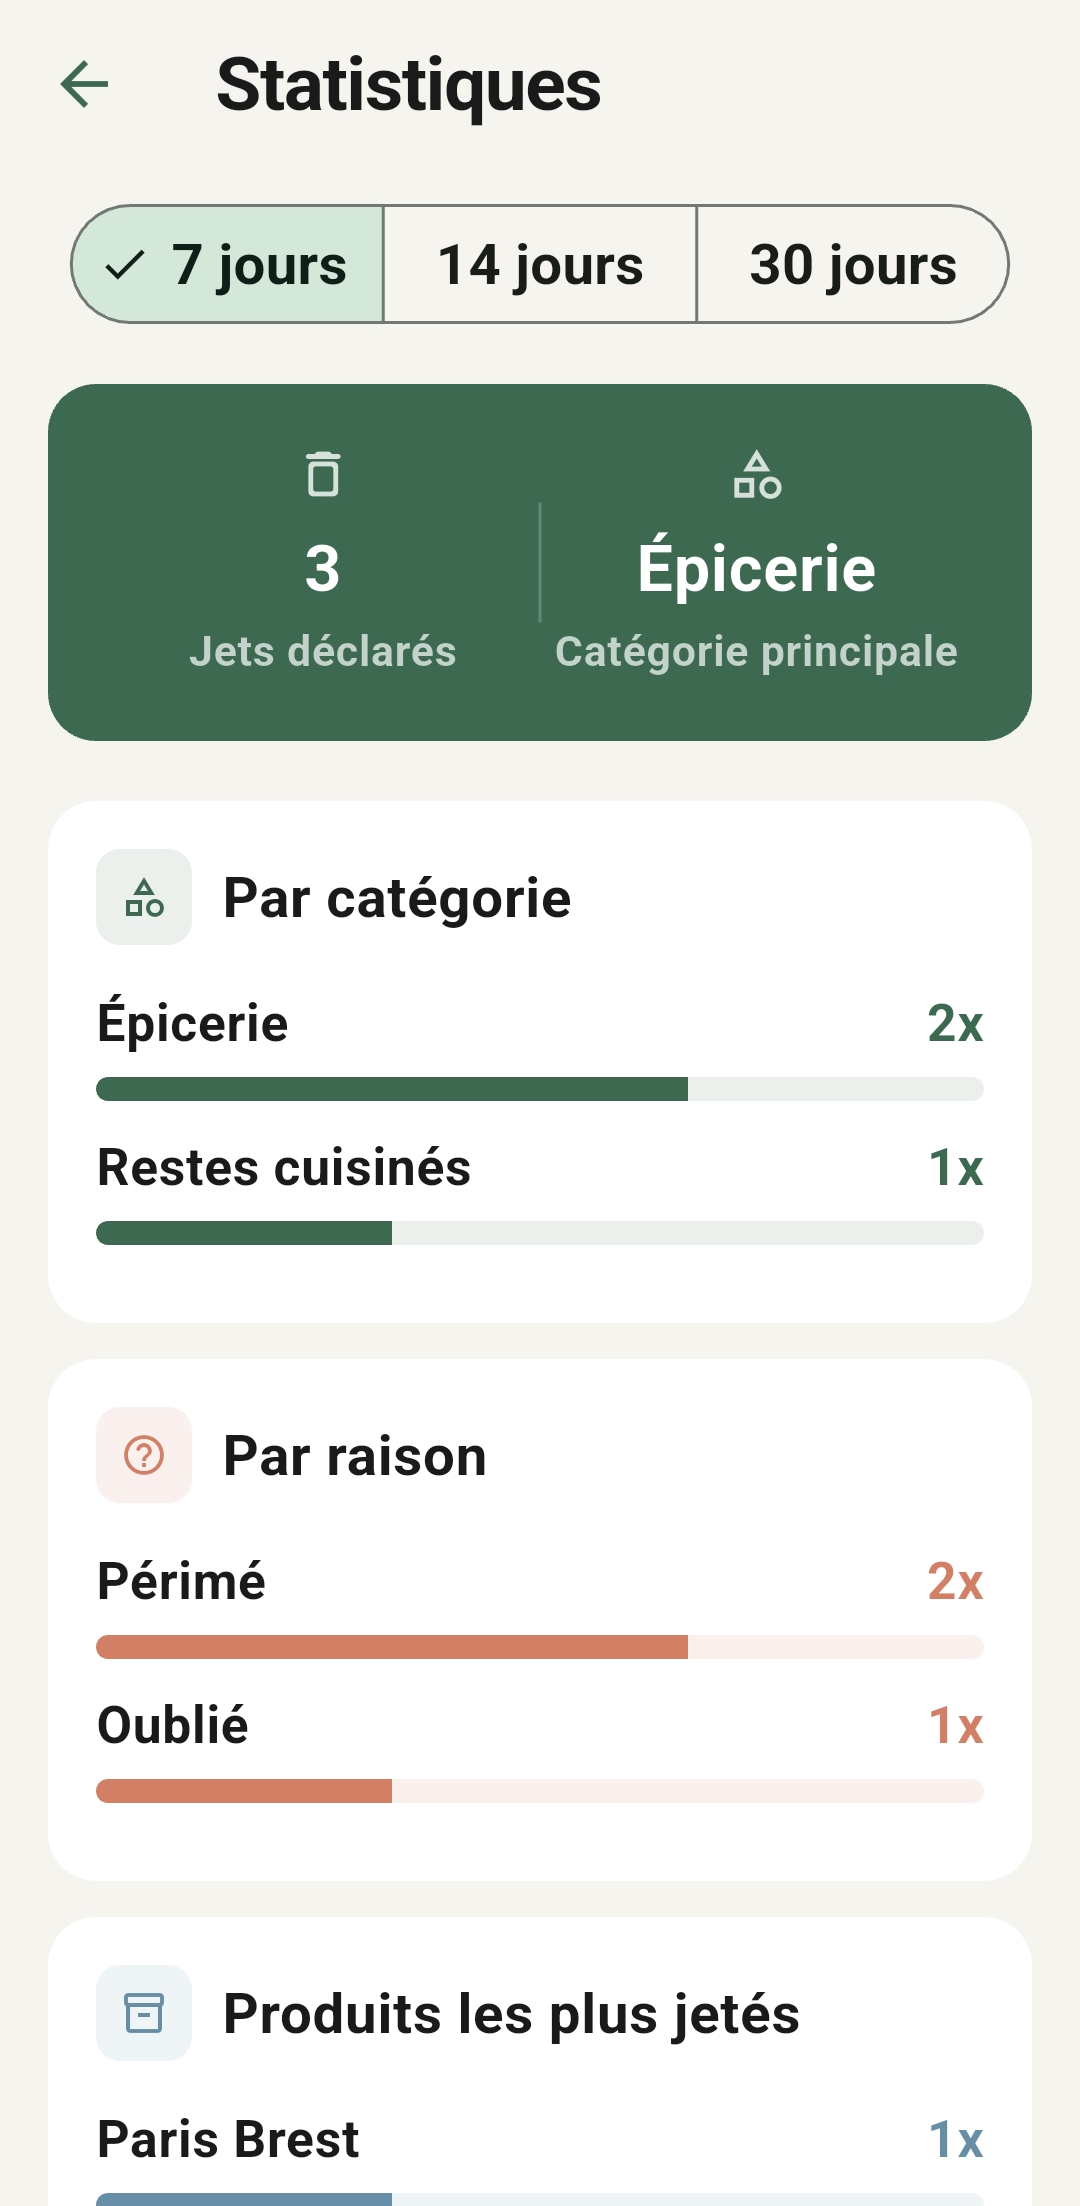 Statistiques
7 jours
14 jours
30 jours
3
Jets déclarés
Épicerie
Catégorie principale
Par catégorie
Épicerie 2x
Restes cuisinés 1x
Par raison
Périmé 2x
Oublié 1x
Produits les plus jetés
Paris Brest 1x